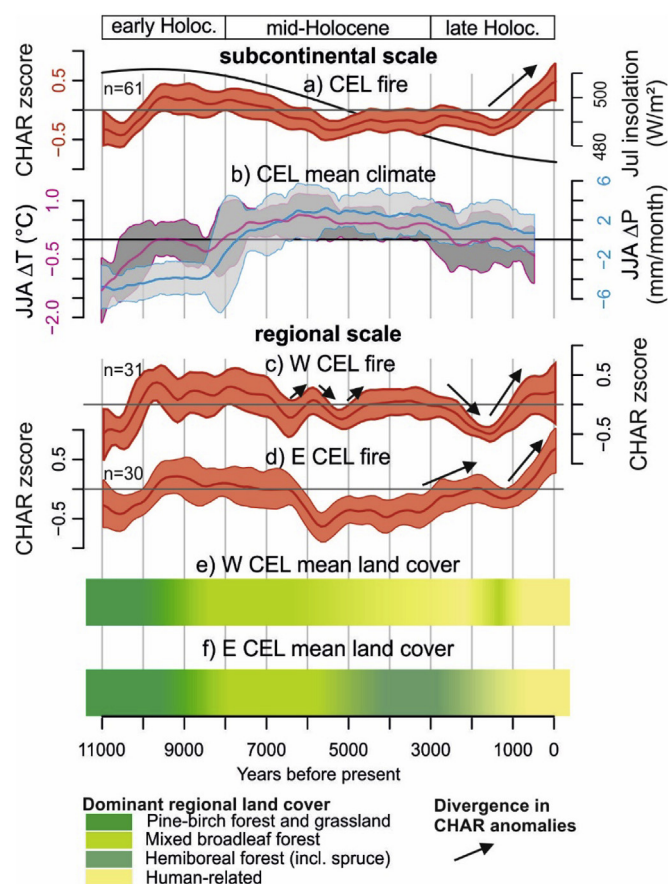 early Holoc.
mid-Holocene
late Holoc.
subcontinental scale
a) CEL fire
n=61
CHAR zscore
0.5
-0.5
Jul insolation
(W/m²)
500
480
b) CEL mean climate
JJA ΔT (°C)
1.0
-0.5
-2.0
JJA ΔP
(mm/month)
6
2
-2
-6
regional scale
c) W CEL fire
n=31
CHAR zscore
0.5
-0.5
d) E CEL fire
n=30
CHAR zscore
0.5
-0.5
e) W CEL mean land cover
f) E CEL mean land cover
11000 9000 7000 5000 3000 1000 0
Years before present
Dominant regional land cover
Pine-birch forest and grassland
Mixed broadleaf forest
Hemiboreal forest (incl. spruce)
Human-related
Divergence in
CHAR anomalies